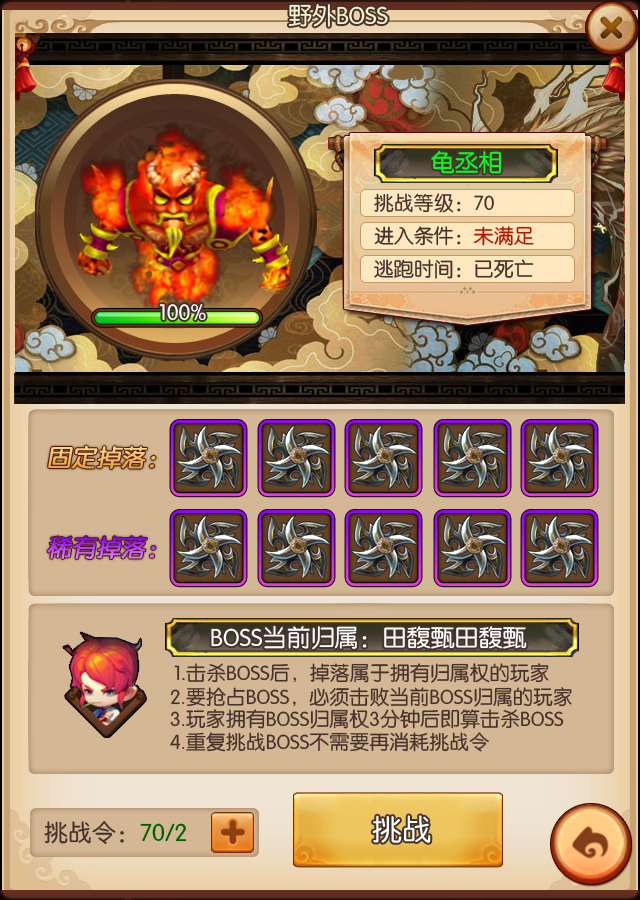 野外BOSS
龟丞相
挑战等级：70
进入条件：未满足
逃跑时间：已死亡
100%
固定掉落：
稀有掉落：
BOSS当前归属：田馥甄田馥甄
1.击杀BOSS后，掉落属于拥有归属权的玩家
2.要抢占BOSS，必须击败当前BOSS归属的玩家
3.玩家拥有BOSS归属权3分钟后即算击杀BOSS
4.重复挑战BOSS不需要再消耗挑战令
挑战令：70/2
挑战